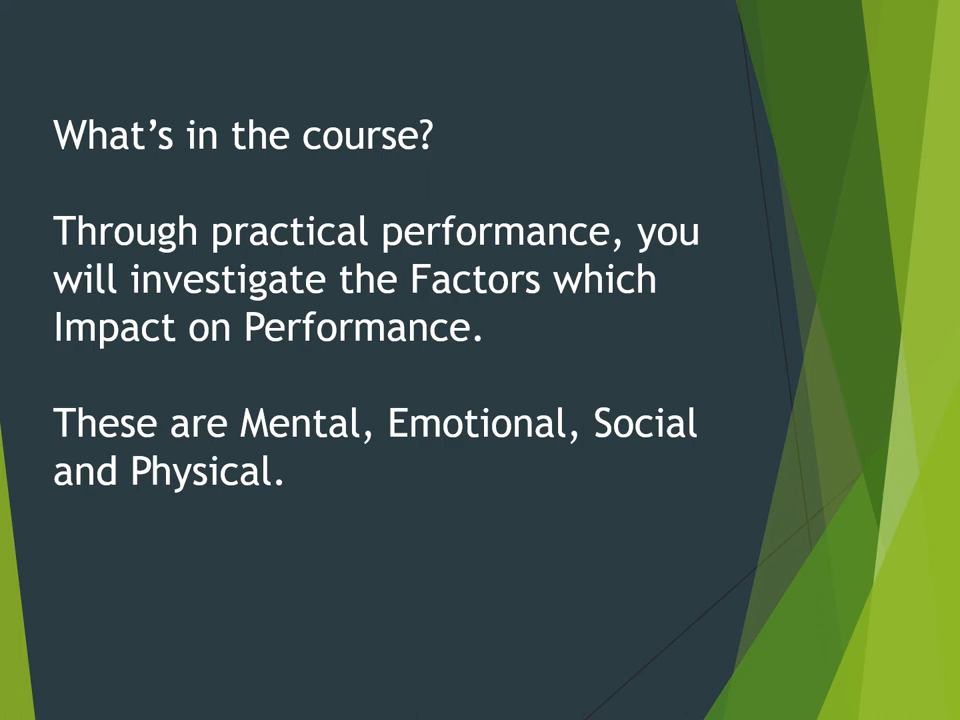 What’s in the course?
Through practical performance, you
will investigate the Factors which
Impact on Performance.
These are Mental, Emotional, Social
and Physical.